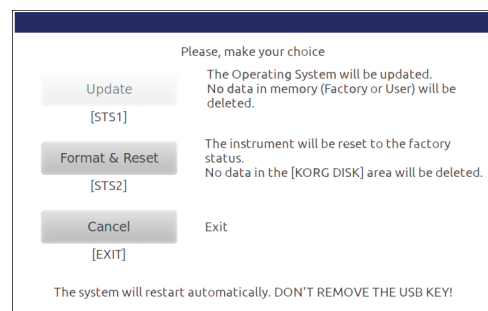 Please, make your choice
Update
[STS1]
The Operating System will be updated.
No data in memory (Factory or User) will be
deleted.
Format & Reset
[STS2]
The instrument will be reset to the factory
status.
No data in the [KORG DISK] area will be deleted.
Cancel
[EXIT]
Exit
The system will restart automatically. DON'T REMOVE THE USB KEY!